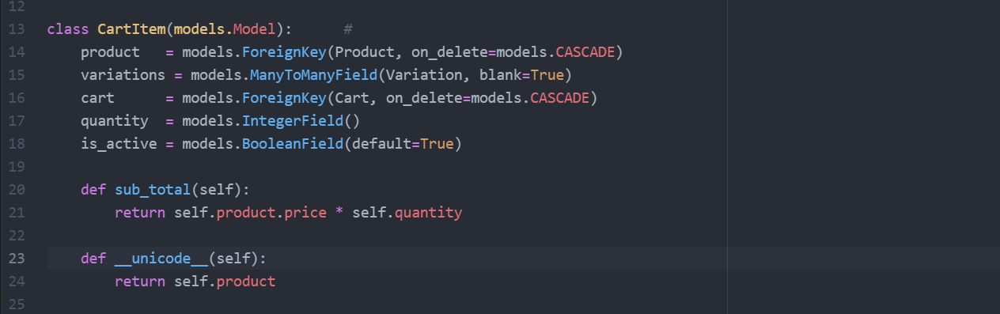 12
13 class CartItem(models.Model):      #
14     product   = models.ForeignKey(Product, on_delete=models.CASCADE)
15     variations = models.ManyToManyField(Variation, blank=True)
16     cart      = models.ForeignKey(Cart, on_delete=models.CASCADE)
17     quantity  = models.IntegerField()
18     is_active = models.BooleanField(default=True)
19
20     def sub_total(self):
21         return self.product.price * self.quantity
22
23     def __unicode__(self):
24         return self.product
25